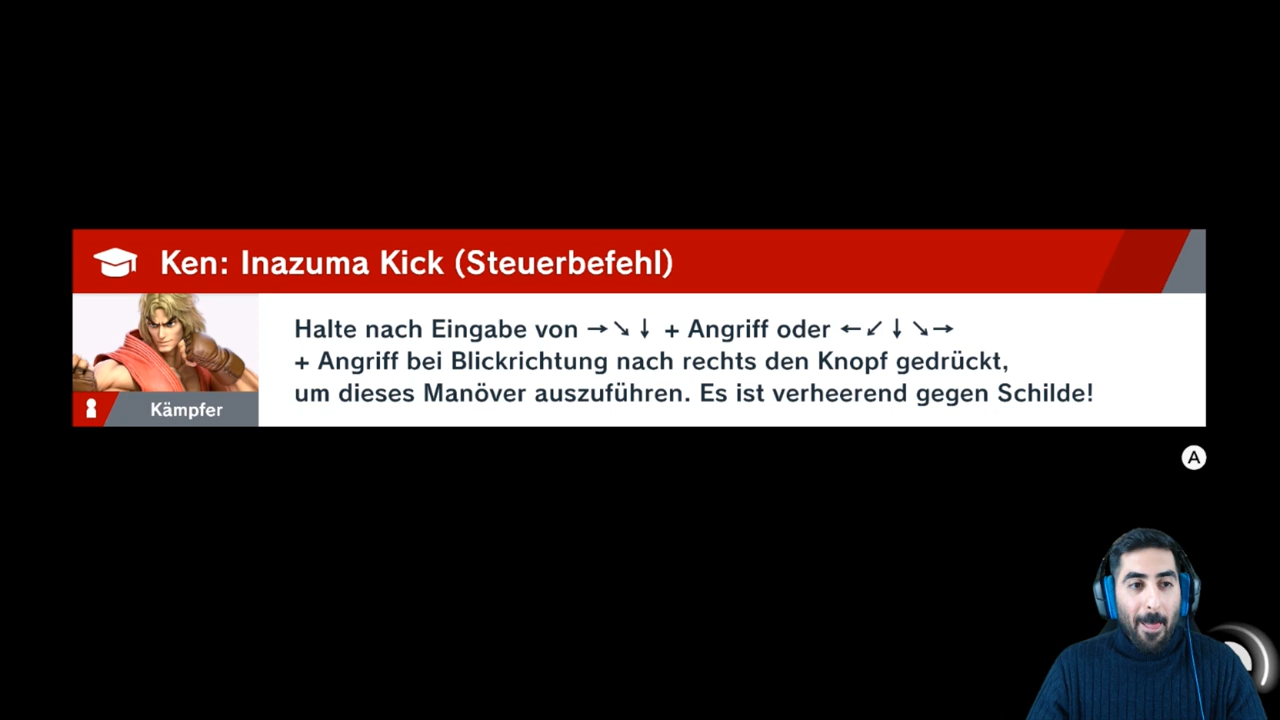 Ken: Inazuma Kick (Steuerbefehl)
Halte nach Eingabe von →↘↓ + Angriff oder ←↙↓↘→
+ Angriff bei Blickrichtung nach rechts den Knopf gedrückt,
um dieses Manöver auszuführen. Es ist verheerend gegen Schilde!
Kämpfer
A